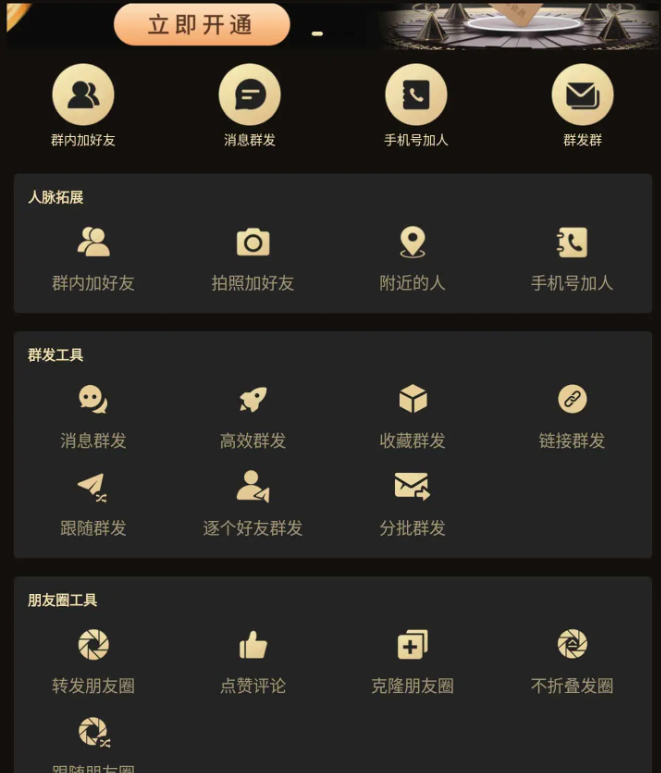 立即开通
群内加好友 消息群发 手机号加人 群发群
人脉拓展
群内加好友 拍照加好友 附近的人 手机号加人
群发工具
消息群发 高效群发 收藏群发 链接群发
跟随群发 逐个好友群发 分批群发
朋友圈工具
转发朋友圈 点赞评论 克隆朋友圈 不折叠发圈
跟随朋友圈